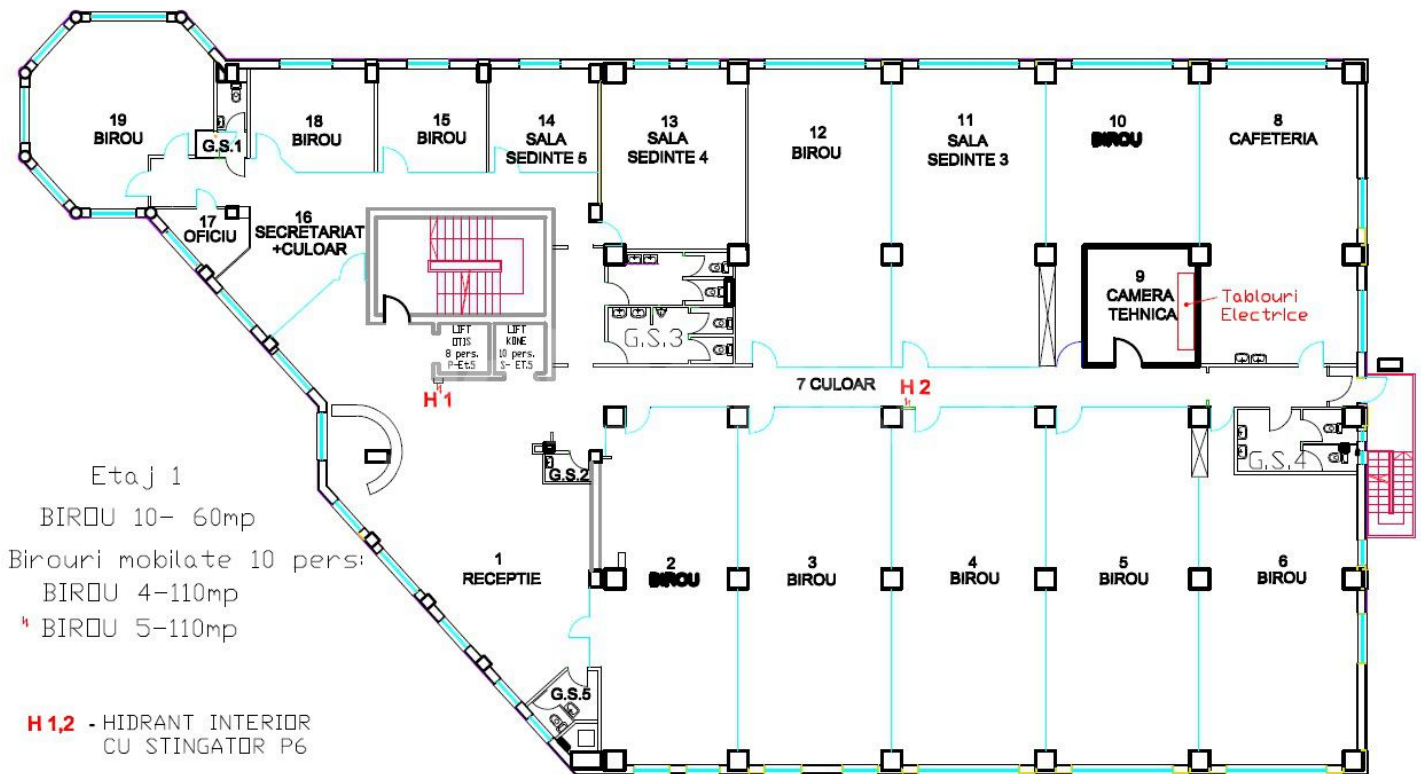 19
BIROU
G.S.1
18
BIROU
15
BIROU
14
SALA
SEDINTE 5
13
SALA
SEDINTE 4
12
BIROU
11
SALA
SEDINTE 3
10
BIROU
8
CAFETERIA
17
OFICIU
16
SECRETARIAT
+CULOAR
LIFT
OTIS
8 pers.
P-Et.5
LIFT
KONE
10 pers.
S- ET.5
G.S.3
9
CAMERA
TEHNICA
Tablouri
Electrice
H 1
7 CULOAR
H 2
G.S.2
G.S.4
Etaj 1
BIROU 10- 60mp
Birouri mobilate 10 pers:
BIROU 4-110mp
BIROU 5-110mp
1
RECEPTIE
2
BIROU
3
BIROU
4
BIROU
5
BIROU
6
BIROU
G.S.5
H 1,2 - HIDRANT INTERIOR
CU STINGATOR P6